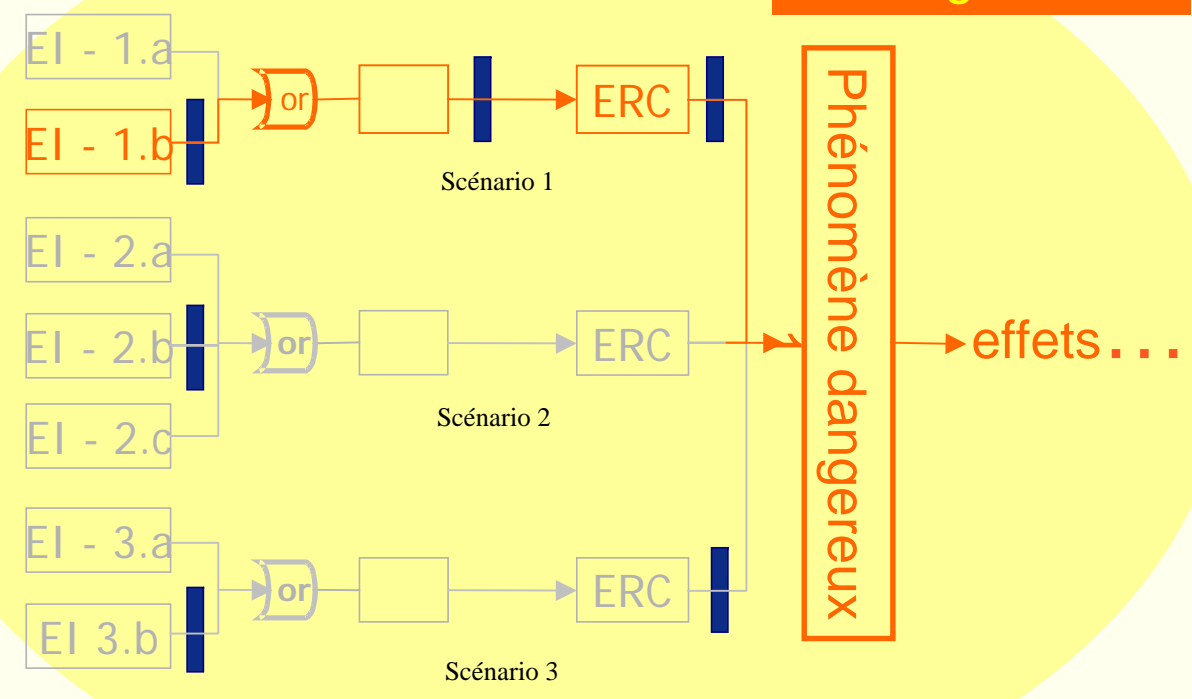 EI - 1.a
EI - 1.b
or
ERC
Scénario 1
EI - 2.a
EI - 2.b
EI - 2.c
or
ERC
Scénario 2
EI - 3.a
EI 3.b
or
ERC
Scénario 3
Phénomène dangereux
effets...